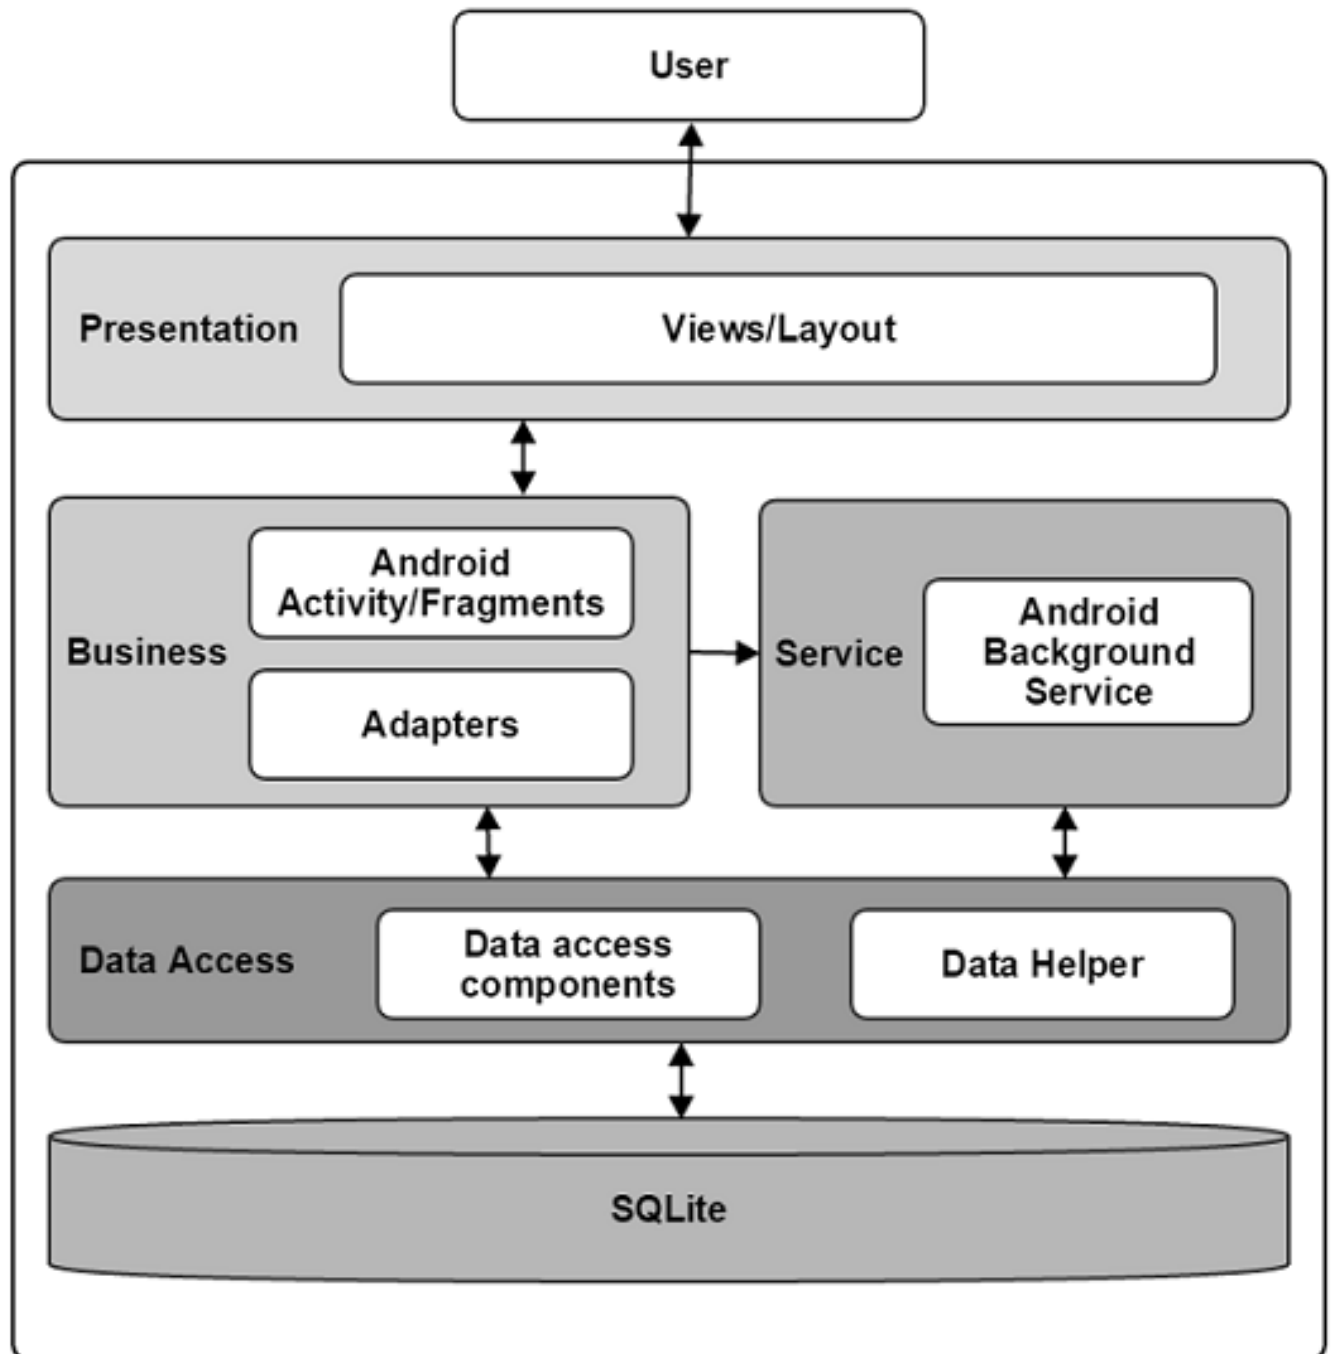 User
Presentation
Views/Layout
Business
Android
Activity/Fragments
Adapters
Service
Android
Background
Service
Data Access
Data access
components
Data Helper
SQLite